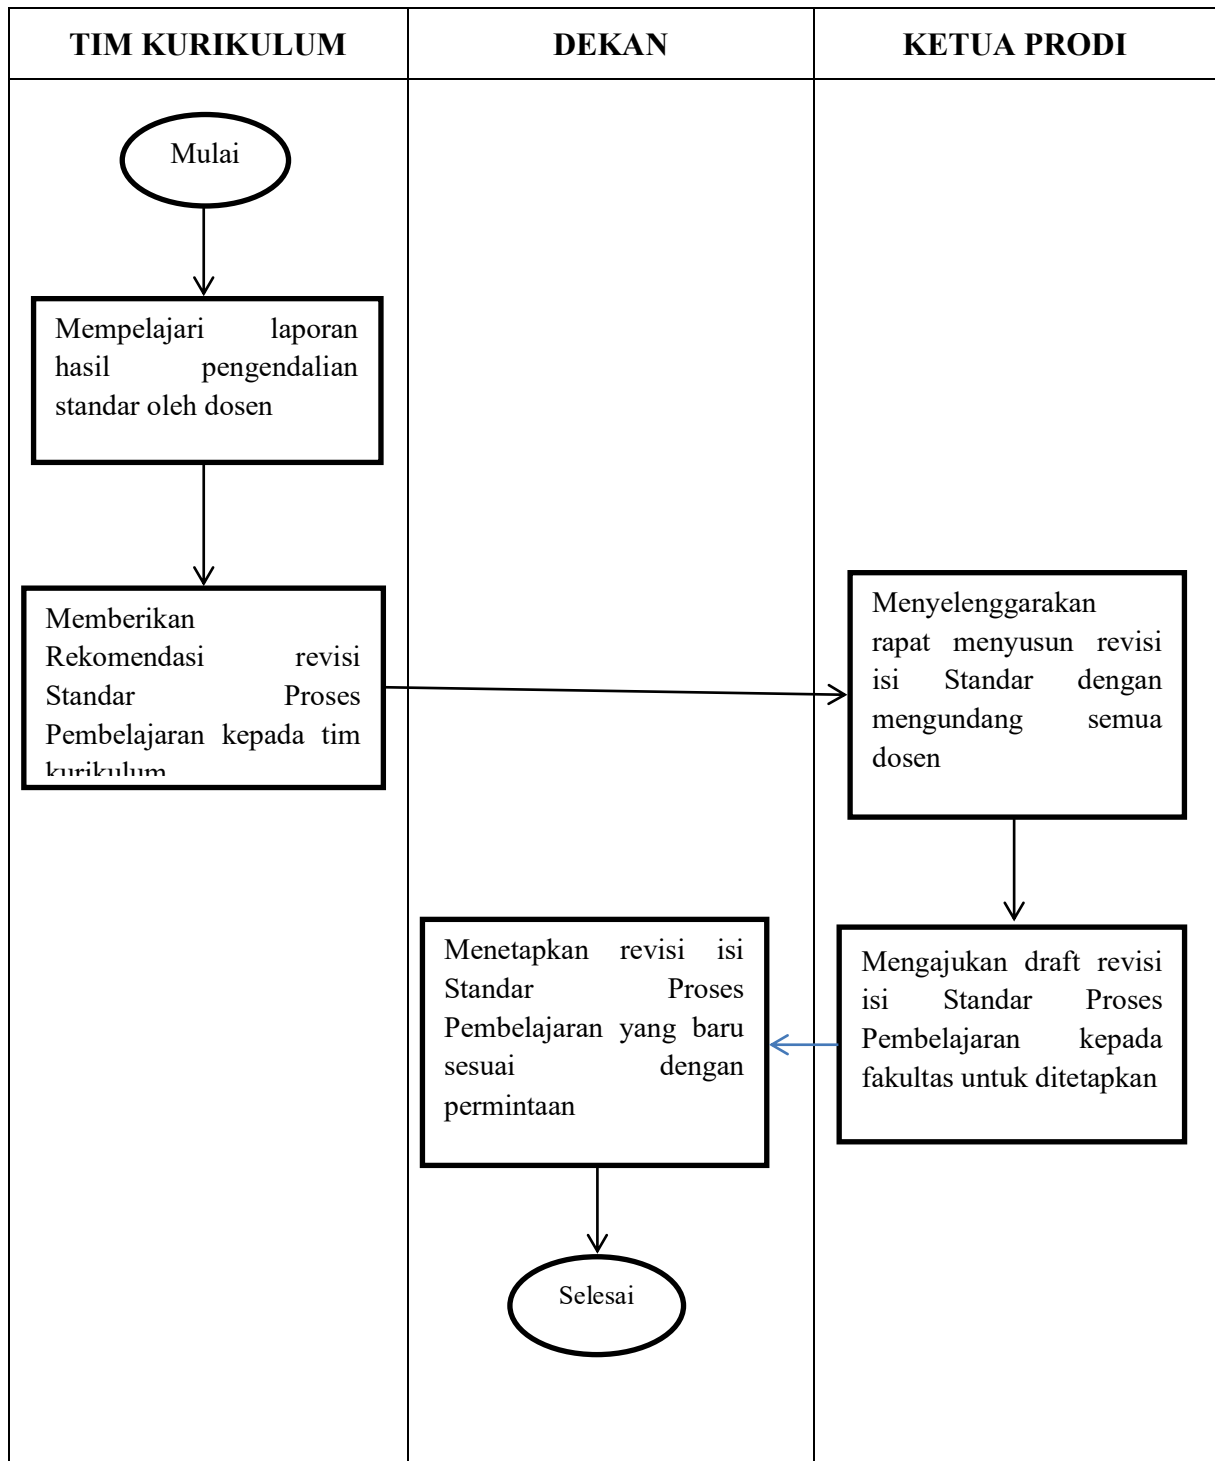 TIM KURIKULUM
DEKAN
KETUA PRODI
Mulai
Mempelajari laporan
hasil pengendalian
standar oleh dosen
Memberikan
Rekomendasi revisi
Standar Proses
Pembelajaran kepada tim
kurikulum
Menyelenggarakan
rapat menyusun revisi
isi Standar dengan
mengundang semua
dosen
Mengajukan draft revisi
isi Standar Proses
Pembelajaran kepada
fakultas untuk ditetapkan
Menetapkan revisi isi
Standar Proses
Pembelajaran yang baru
sesuai dengan
permintaan
Selesai